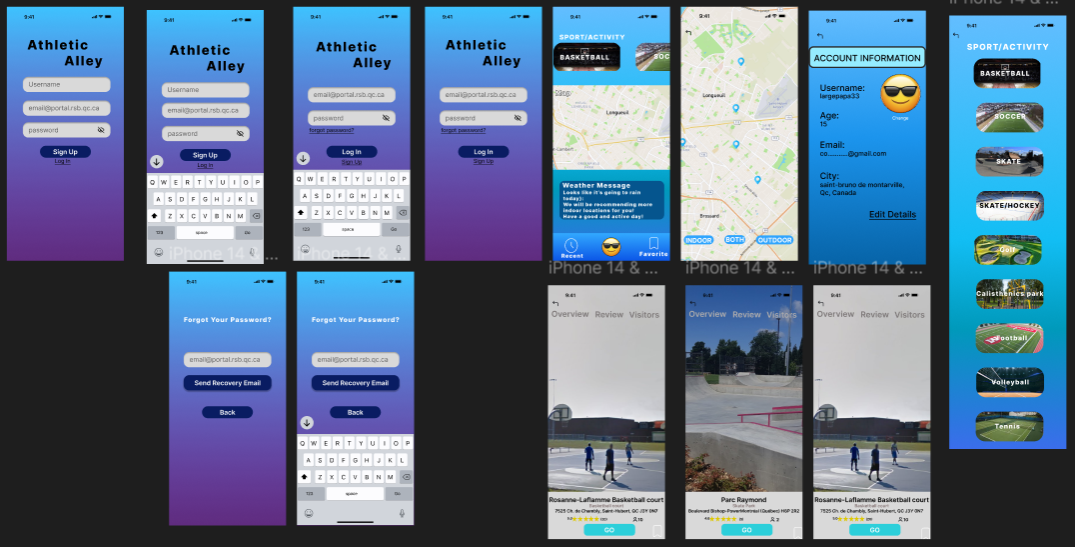 iPhone 14 & ...
9:41
Athletic
Alley
Username
email@portal.rsb.qc.ca
password
Sign Up
Log In
9:41
Athletic
Alley
Username
email@portal.rsb.qc.ca
password
Sign Up
Log In
Q W E R T Y U I O P
A S D F G H J K L
Z X C V B N M
123 space Go
9:41
Athletic
Alley
email@portal.rsb.qc.ca
password
forgot password?
Log In
Sign Up
Q W E R T Y U I O P
A S D F G H J K L
Z X C V B N M
123 space Go
9:41
Athletic
Alley
email@portal.rsb.qc.ca
password
forgot password?
Log In
Sign Up
9:41
SPORT/ACTIVITY
BASKETBALL
SOC
Longueuil
Weather Message
Looks like it's going to rain
today):
We will be recommending more
indoor locations for you!
Have a good and active day!
Recent
Favorite
9:41
Longueuil
Brossard
INDOOR
BOTH
OUTDOOR
9:41
ACCOUNT INFORMATION
Username:
largepapa33
Change
Age:
15
Email:
co.........@gmail.com
City:
saint-bruno de montarville,
Qc, Canada
Edit Details
9:41
SPORT/ACTIVITY
BASKETBALL
SOCCER
SKATE
SKATE/HOCKEY
Golf
Calisthenics park
Football
Volleyball
Tennis
iPhone 14 & ...
9:41
Forgot Your Password?
email@portal.rsb.qc.ca
Send Recovery Email
Back
9:41
Forgot Your Password?
email@portal.rsb.qc.ca
Send Recovery Email
Back
Q W E R T Y U I O P
A S D F G H J K L
Z X C V B N M
123 space Go
iPhone 14 & ...
9:41
Overview Review Visitors
Rosanne-Laflamme Basketball court
Basketball court
7525 Ch. de Chambly, Saint-Hubert, QC J3Y 0N7
10
GO
iPhone 14 & ...
9:41
Overview Review Visitors
Parc Raymond
Skate Park
2
GO
iPhone 14 & ...
9:41
Overview Review Visitors
Rosanne-Laflamme Basketball court
Basketball court
7525 Ch. de Chambly, Saint-Hubert, QC J3Y 0N7
10
GO